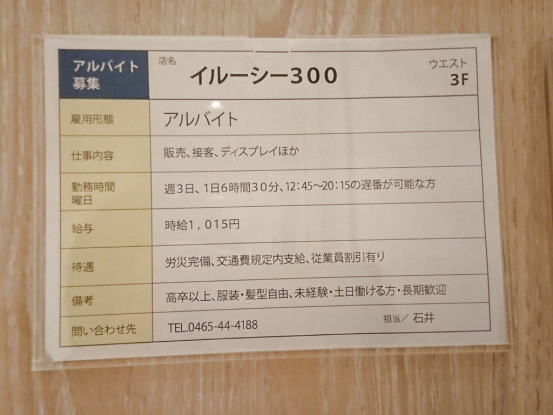 アルバイト
募集
店名
イルーシー300
ウエスト
3F
雇用形態
アルバイト
仕事内容
販売、接客、ディスプレイほか
勤務時間
曜日
週3日、1日6時間30分、12:45～20:15の遅番が可能な方
給与
時給1,015円
待遇
労災完備、交通費規定内支給、従業員割引有り
備考
高卒以上、服装・髪型自由、未経験・土日働ける方・長期歓迎
問い合わせ先
TEL.0465-44-4188
担当／ 石井